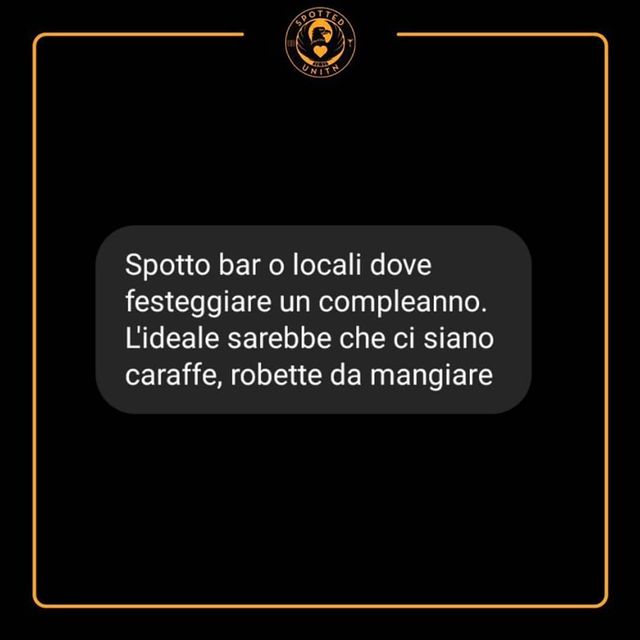 SPOTTED
UNITN
Spotto bar o locali dove
festeggiare un compleanno.
L'ideale sarebbe che ci siano
caraffe, robette da mangiare